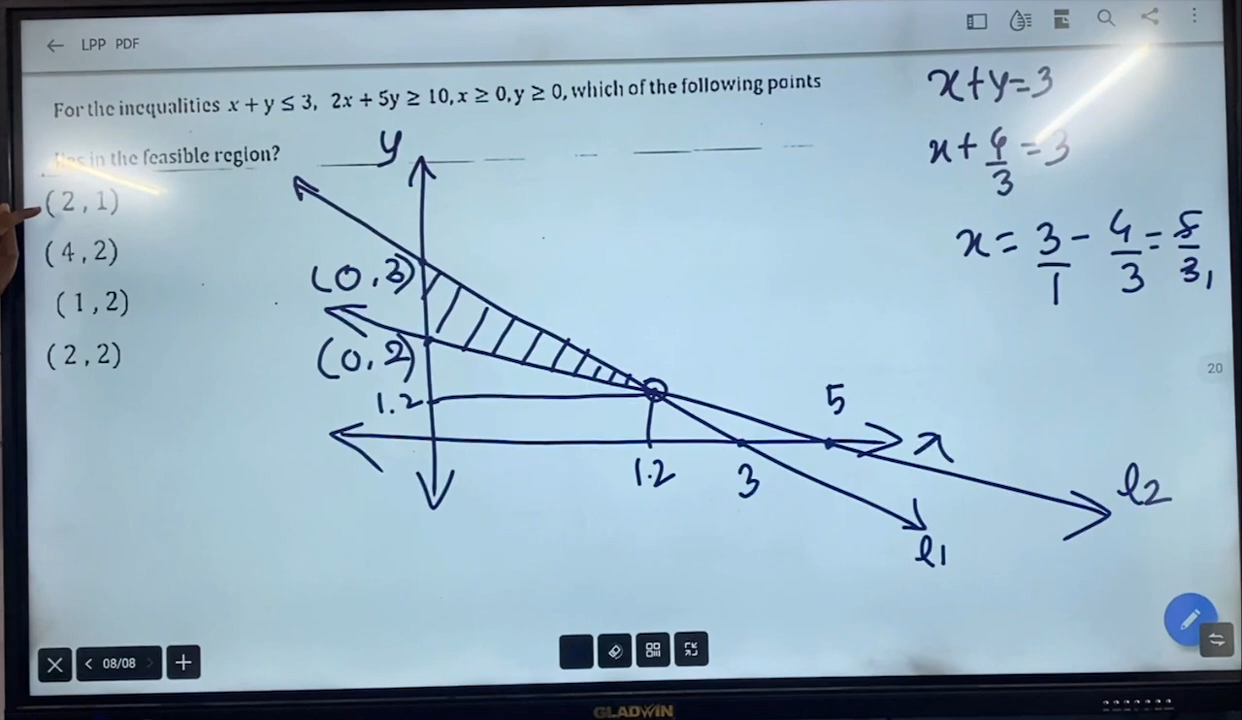 LPP PDF
For the inequalities x + y ≤ 3, 2x + 5y ≥ 10, x ≥ 0, y ≥ 0, which of the following points
in the feasible region?
(2,1)
(4,2)
(1,2)
(2,2)
y
(0,3)
(0,2)
1.2
1.2
3
5
x
l2
l1
x+y=3
x+4/3=3
x=3/1-4/3=5/3,
20
08/08
GLADWIN